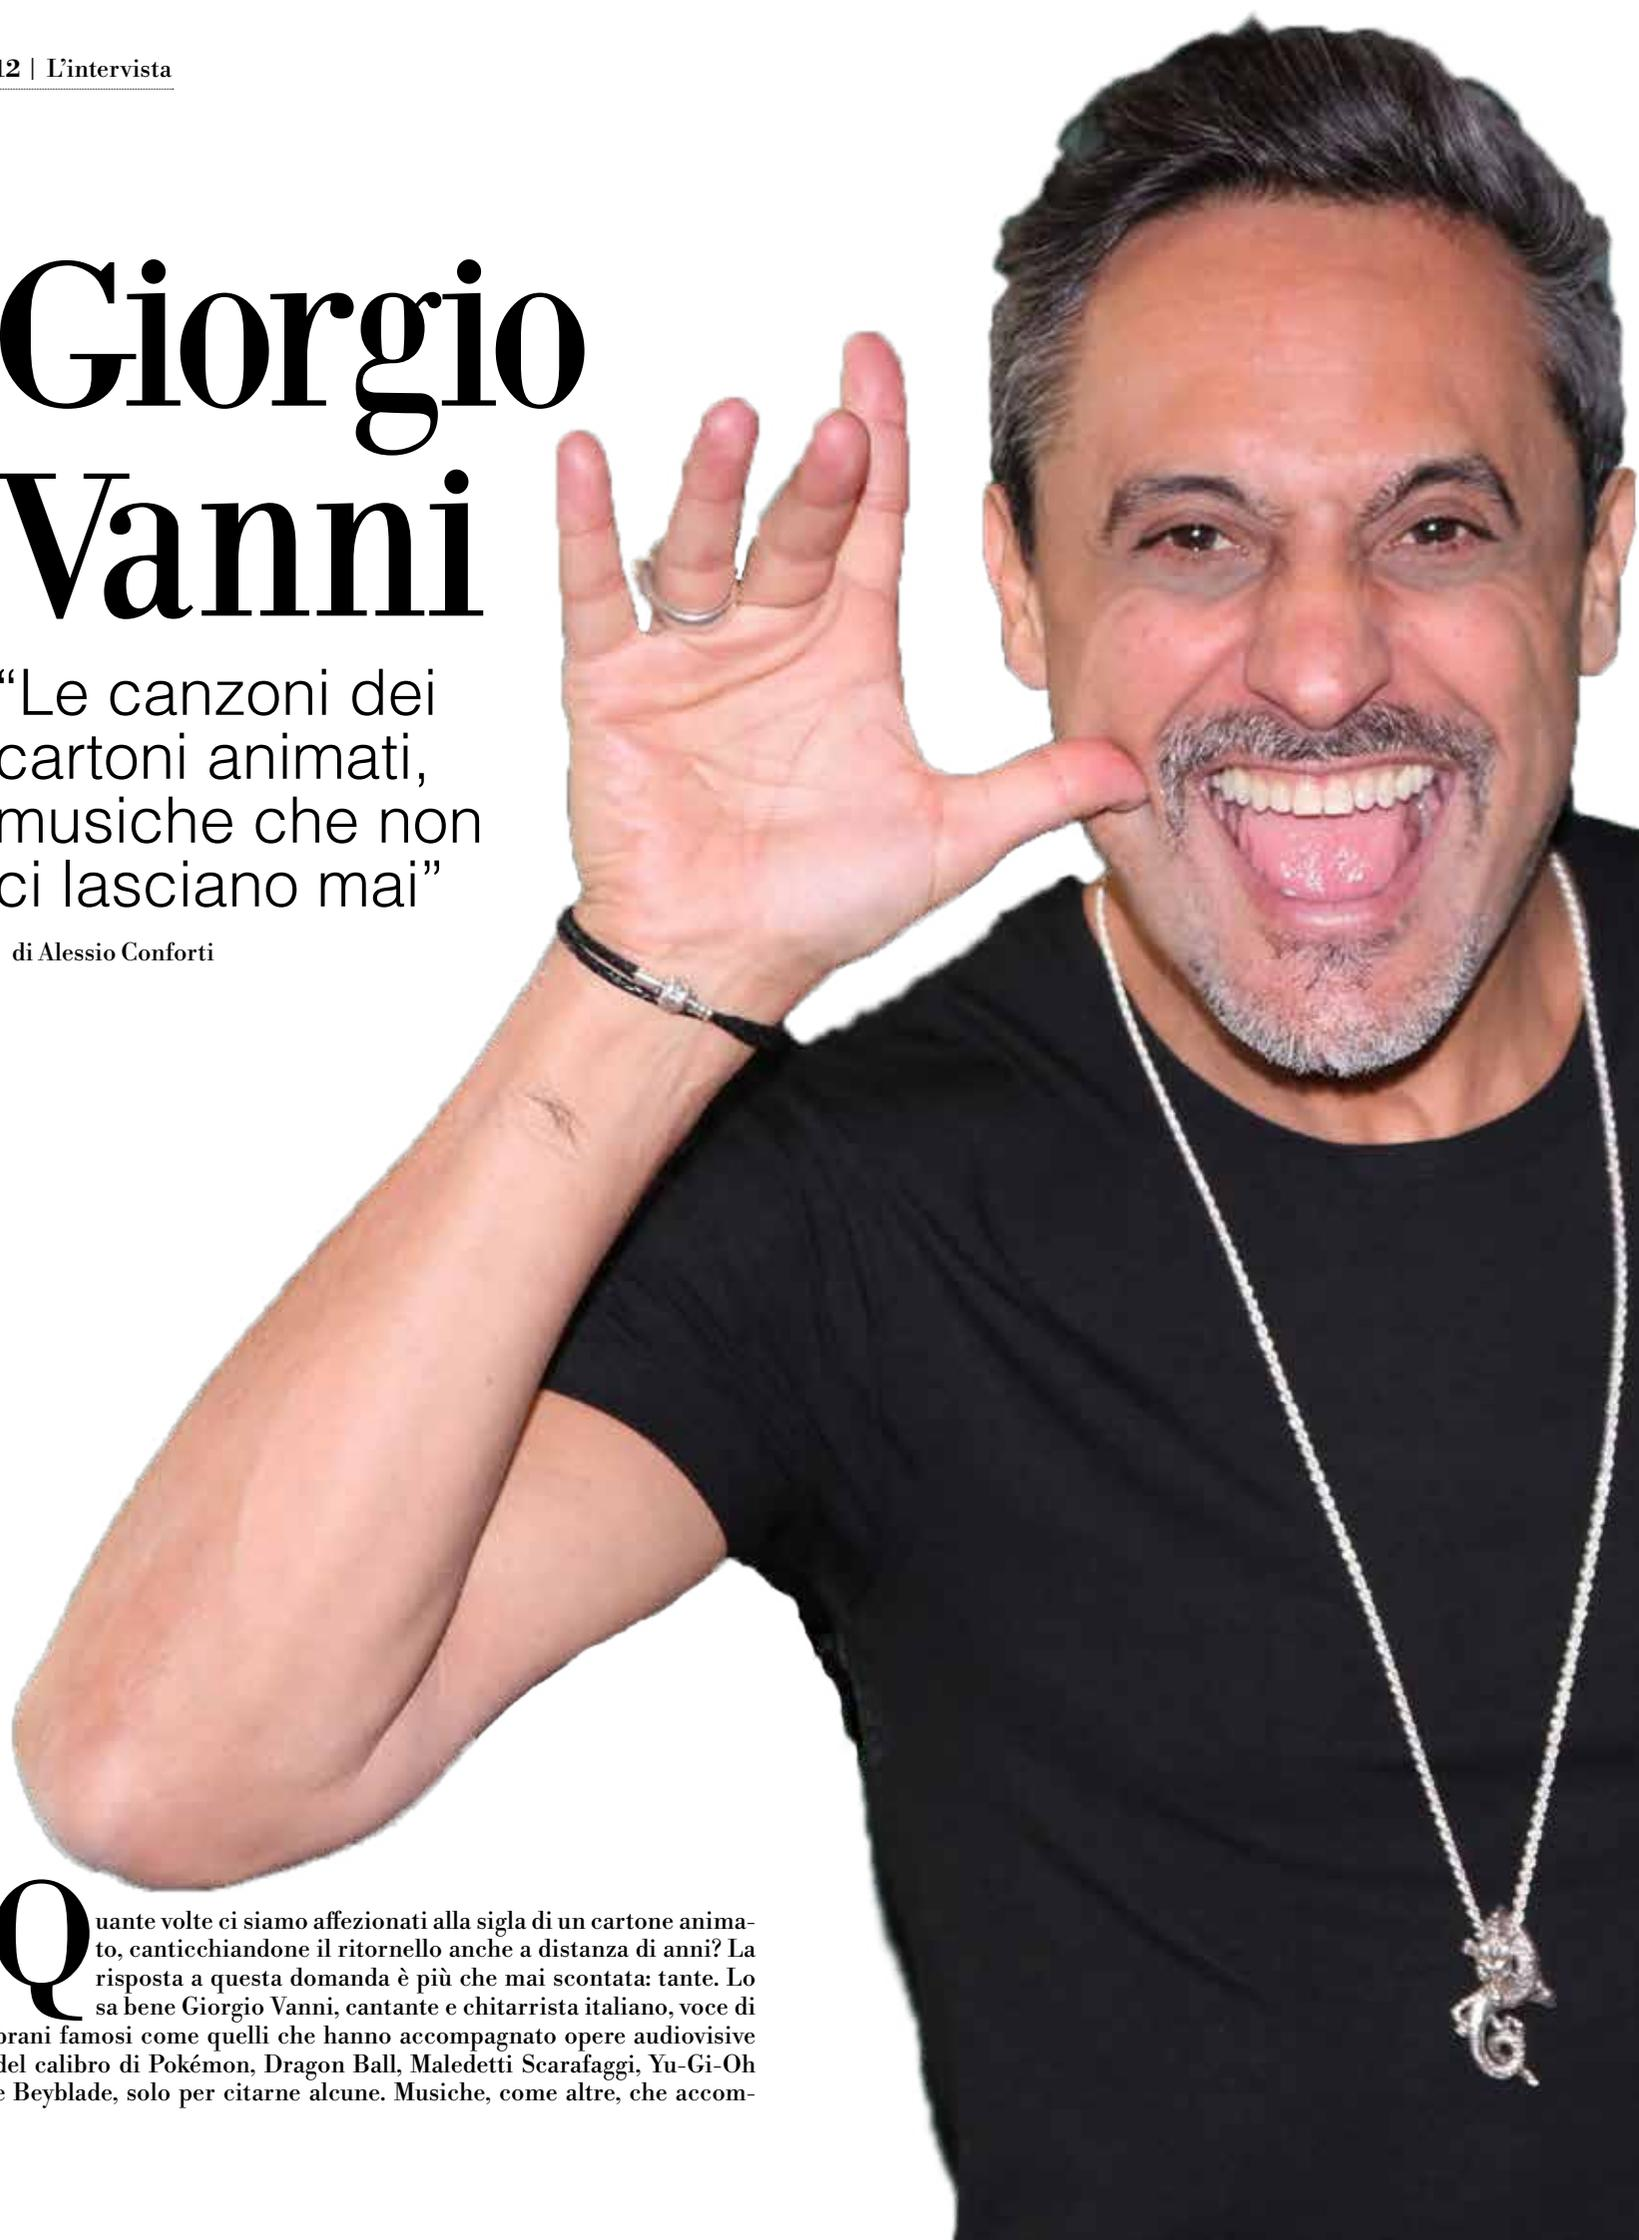 12 | L’intervista
Giorgio
Vanni
“Le canzoni dei
cartoni animati,
musiche che non
ci lasciano mai”
di Alessio Conforti
Quante volte ci siamo affezionati alla sigla di un cartone anima-
to, canticchiandone il ritornello anche a distanza di anni? La
risposta a questa domanda è più che mai scontata: tante. Lo
sa bene Giorgio Vanni, cantante e chitarrista italiano, voce di
brani famosi come quelli che hanno accompagnato opere audiovisive
del calibro di Pokémon, Dragon Ball, Maledetti Scarafaggi, Yu-Gi-Oh
e Beyblade, solo per citarne alcune. Musiche, come altre, che accom-